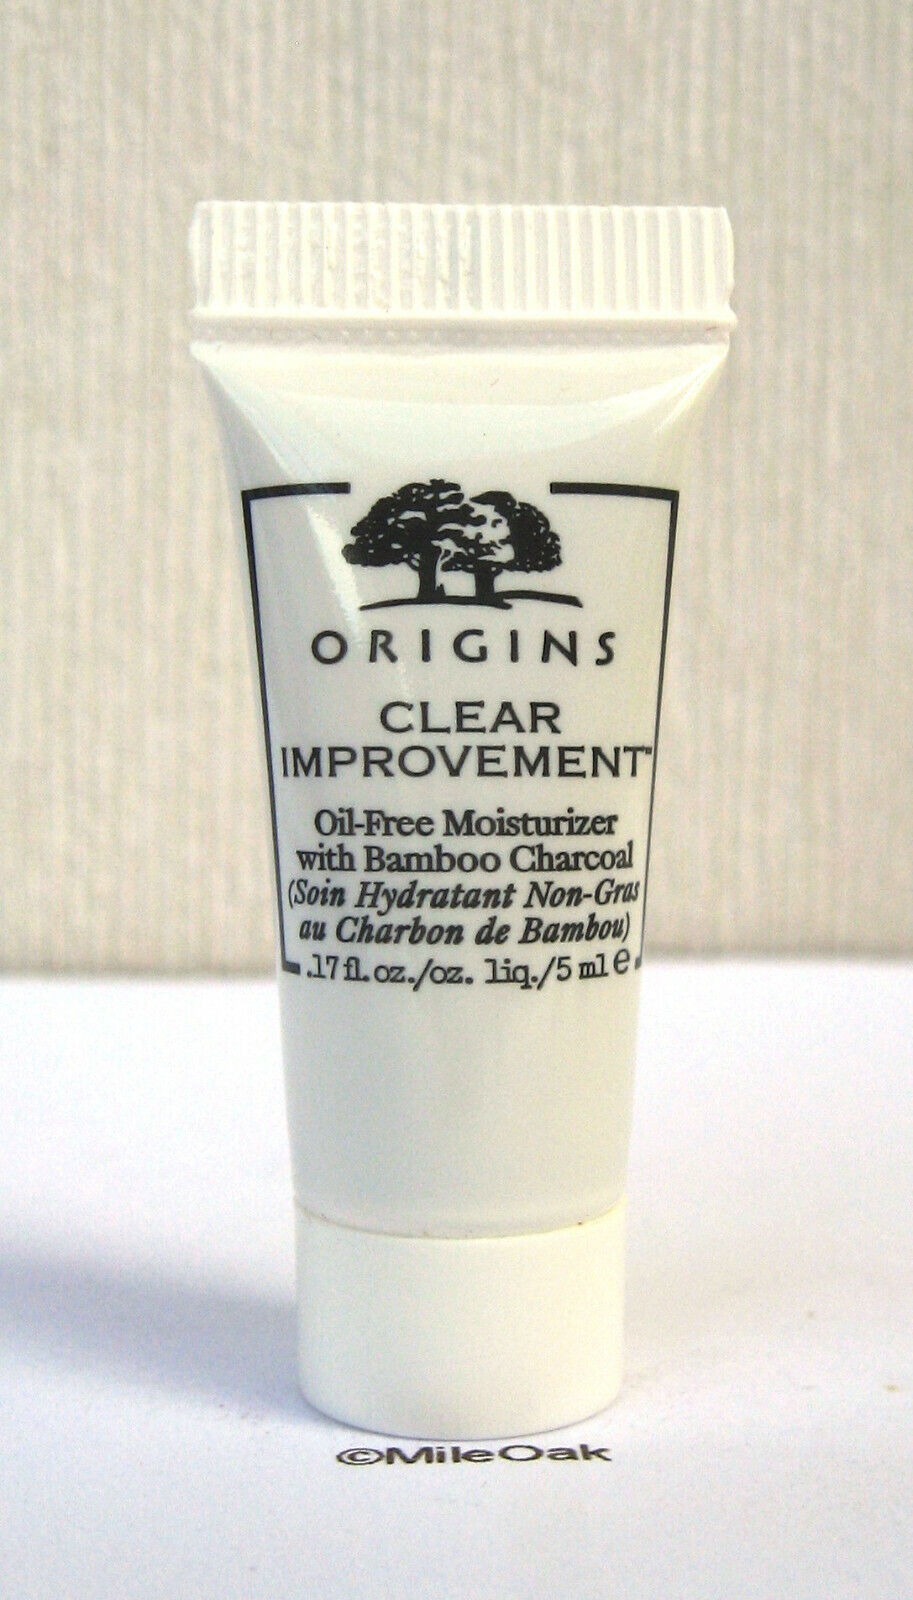 ORIGINS
CLEAR
IMPROVEMENT™
Oil-Free Moisturizer
with Bamboo Charcoal
(Soin Hydratant Non-Gras
au Charbon de Bambou)
.17 fl. oz./oz. liq./5 ml e
©MileOak